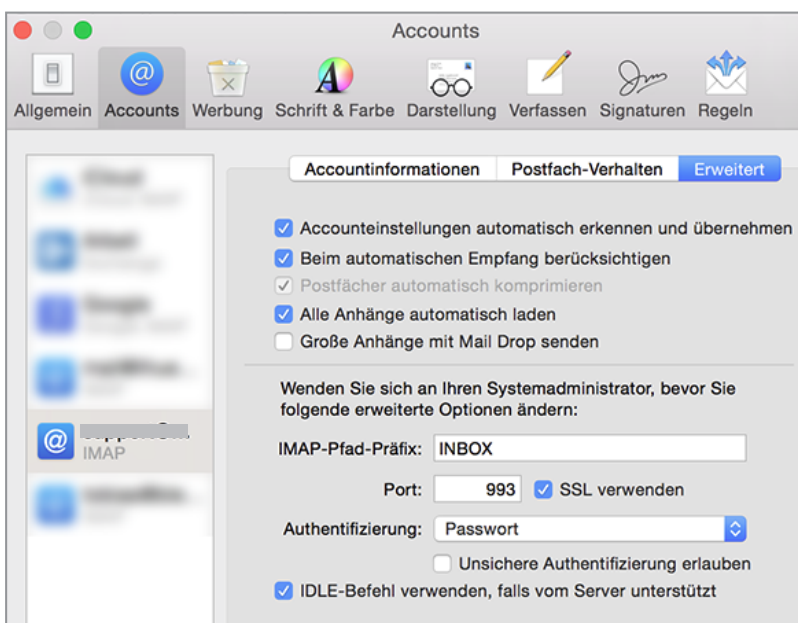 Accounts
Allgemein Accounts Werbung Schrift & Farbe Darstellung Verfassen Signaturen Regeln
Accountinformationen Postfach-Verhalten Erweitert
Accounteinstellungen automatisch erkennen und übernehmen
Beim automatischen Empfang berücksichtigen
Postfächer automatisch komprimieren
Alle Anhänge automatisch laden
Große Anhänge mit Mail Drop senden
Wenden Sie sich an Ihren Systemadministrator, bevor Sie
folgende erweiterte Optionen ändern:
IMAP
IMAP-Pfad-Präfix: INBOX
Port: 993 SSL verwenden
Authentifizierung: Passwort
Unsichere Authentifizierung erlauben
IDLE-Befehl verwenden, falls vom Server unterstützt